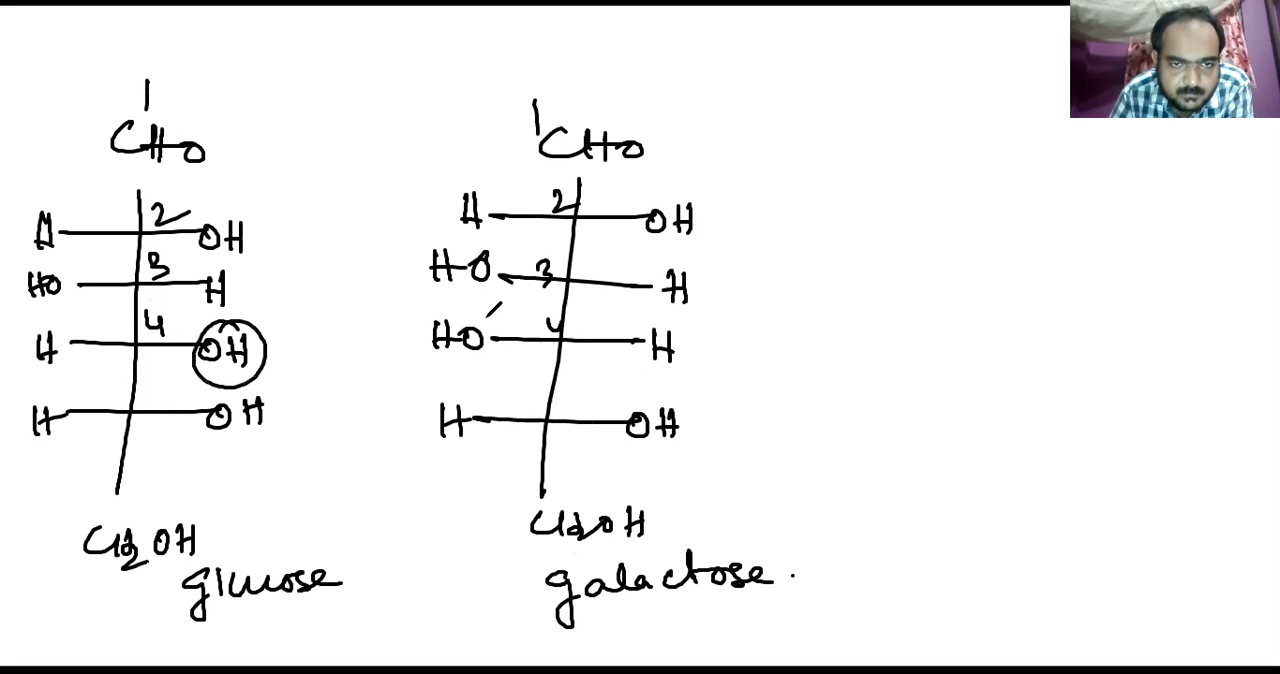 1
CHO
H 2 OH
HO 3 H
H 4 OH
H OH
CH2OH
glucose
1
CHO
H 2 OH
HO 3 H
HO 4 H
H OH
CH2OH
galactose.